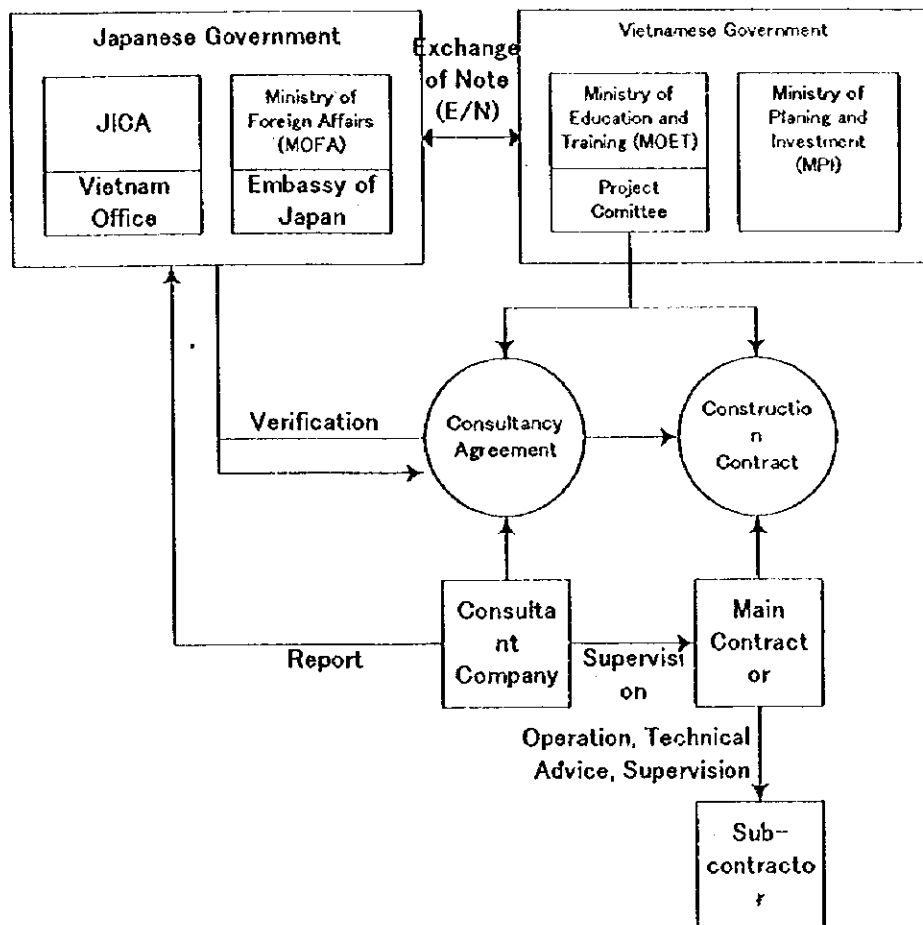 Japanese Government
Exchange
of Note
(E/N)
Vietnamese Government
JICA
Vietnam
Office
Ministry of
Foreign Affairs
(MOFA)
Embassy of
Japan
Ministry of
Education and
Training (MOET)
Project
Comittee
Ministry of
Planing and
Investment
(MPI)
Verification
Consultancy
Agreement
Constructio
n
Contract
Consulta
nt
Company
Main
Contract
or
Report
Supervisi
on
Operation, Technical
Advice, Supervision
Sub-
contracto
r